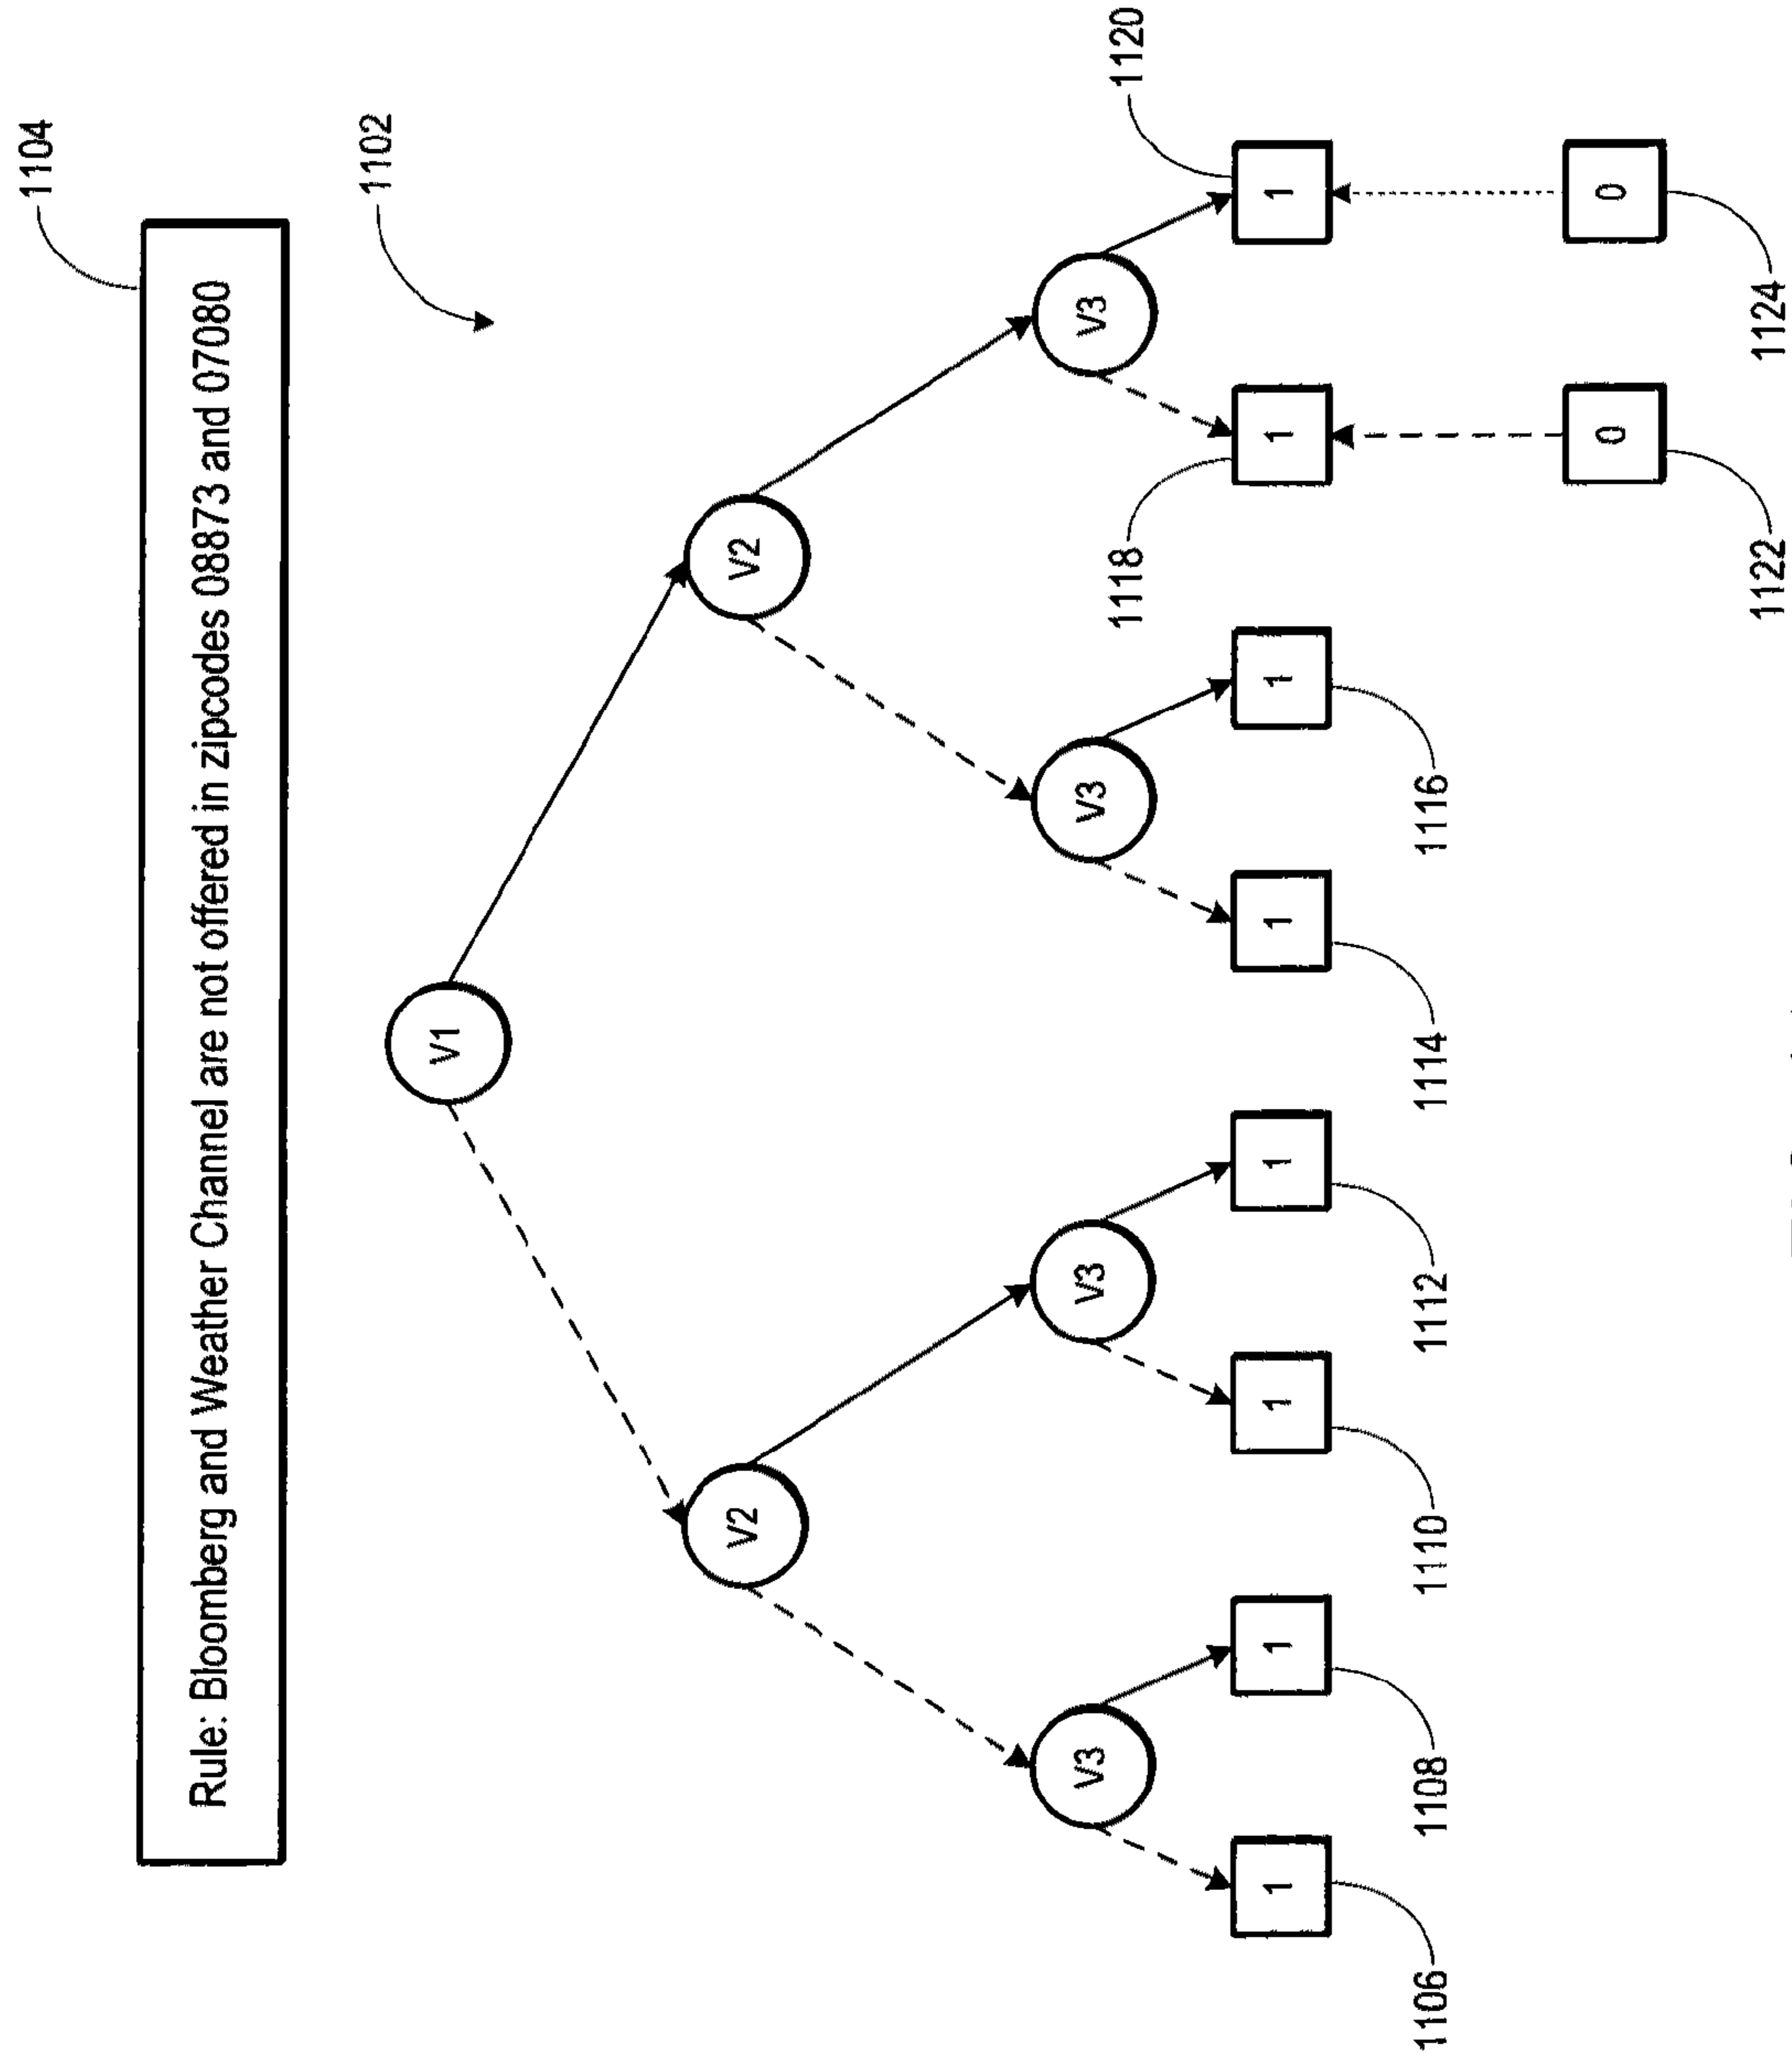 1104
Rule: Bloomberg and Weather Channel are not offered in zipcodes 08873 and 07080
1102
V1
V2
V2
V3
V3
V3
V3
1118
1120
1
1
1
1
1
1
1
1
1106
1108
1110
1112
1114
1116
0
0
1122
1124